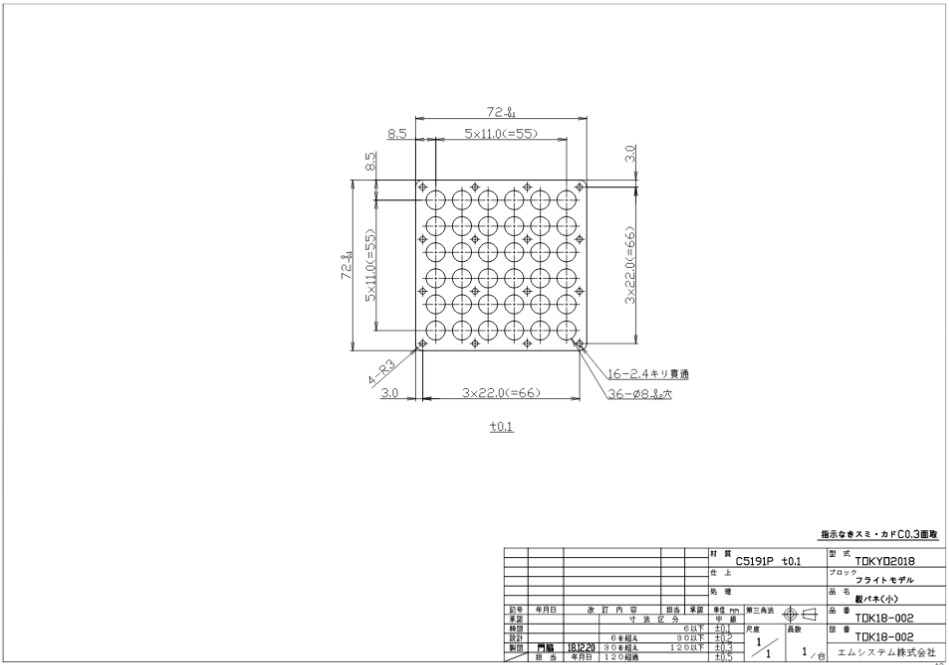 72
8.5
5×11.0(=55)
8.5
3.0
72
5×11.0(=55)
3×22.0(=66)
4-R3
16-2.4キリ貫通
3.0
3×22.0(=66)
36-Ø8 穴
t0.1
指示なきスミ・カドC0.3面取
材 質 C5191P t0.1
型 式 TOKYO2018
仕 上
ブロック フライトモデル
処 理
品 名 板バネ(小)
記号 年月日 改 訂 内 容 担当 承認 単位 mm 第三角法
品 番 TOK18-002
承認 寸 法 区 分 中 級
検図 6以下 ±0.1 尺度 1/1 員数 1/台
図 番 TOK18-002
設計 6を超え 30以下 ±0.2
製図 門脇 18.12.20 30を超え 120以下 ±0.3
エムシステム株式会社
担 当 年月日 120超過 ±0.5